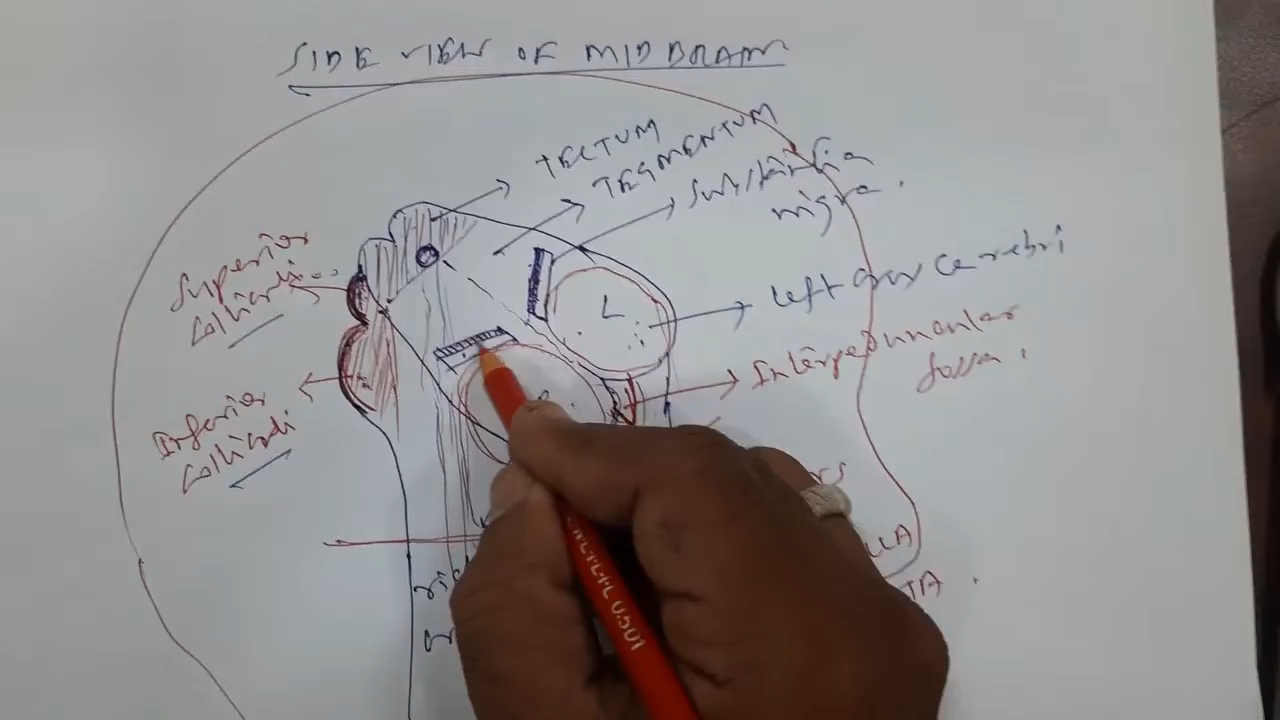 SIDE VIEW OF MIDBRAIN
TECTUM
TEGMENTUM
Substantia
nigra.
Superior
Colliculi
Left crus cerebri
L
Interpeduncular
fossa.
Inferior
Colliculi